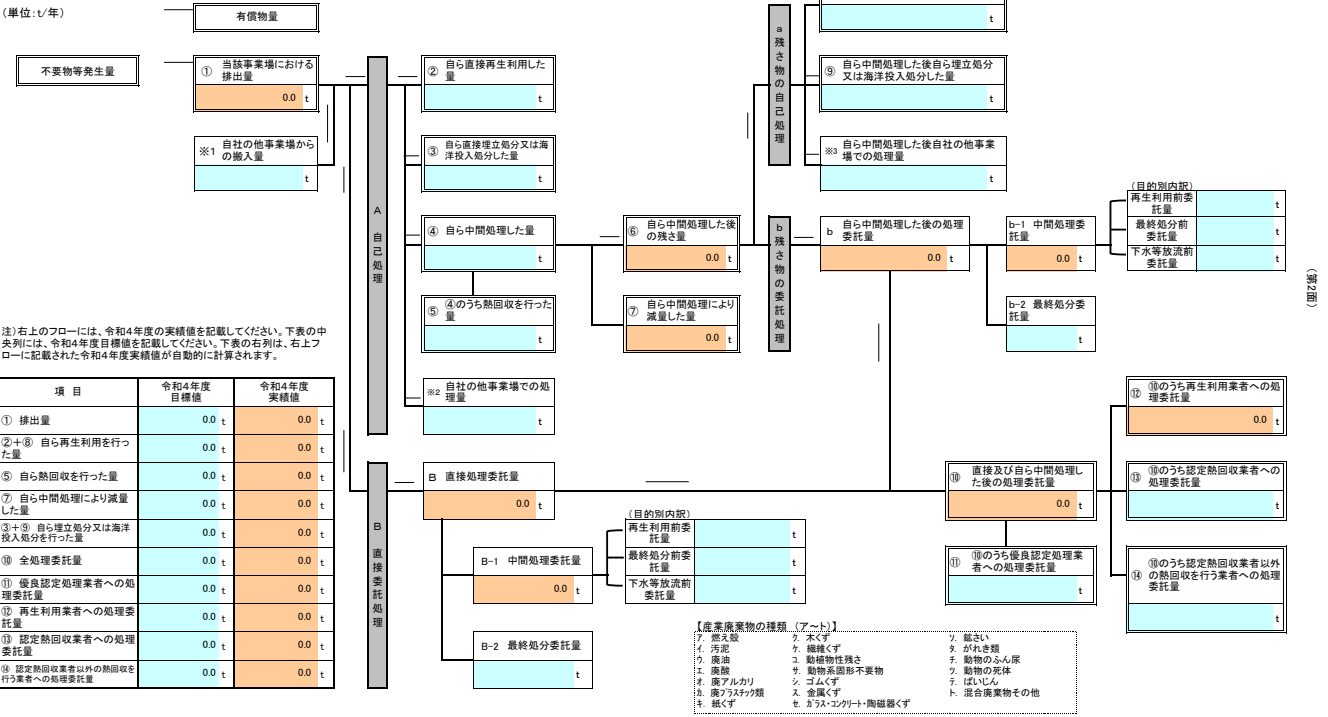 (単位:t/年)
有償物量
不要物等発生量
① 当該事業場における
排出量
0.0 t
※1 自社の他事業場から
の搬入量
t
A 自己処理
② 自ら直接再生利用した
量
t
③ 自ら直接埋立処分又は海
洋投入処分した量
t
④ 自ら中間処理した量
t
⑤ ④のうち熱回収を行った
量
t
※2 自社の他事業場での処
理量
t
⑥ 自ら中間処理した後
の残さ量
0.0 t
⑦ 自ら中間処理により
減量した量
0.0 t
a 残さ物の自己処理
t
⑨ 自ら中間処理した後自ら埋立処分
又は海洋投入処分した量
t
※3 自ら中間処理した後自社の他事業
場での処理量
t
b 残さ物の委託処理
b 自ら中間処理した後の処理
委託量
0.0 t
b-1 中間処理委
託量
0.0 t
(目的別内訳)
再生利用前委
託量
t
最終処分前
委託量
t
下水等放流前
委託量
t
b-2 最終処分委
託量
t
(第2面)
注)右上のフローには、令和4年度の実績値を記載してください。下表の中
央列には、令和4年度目標値を記載してください。下表の右列は、右上フ
ローに記載された令和4年度実績値が自動的に計算されます。
項 目 令和4年度
目標値 令和4年度
実績値
① 排出量 0.0 t 0.0 t
②+⑧ 自ら再生利用を行っ
た量 0.0 t 0.0 t
⑤ 自ら熱回収を行った量 0.0 t 0.0 t
⑦ 自ら中間処理により減量
した量 0.0 t 0.0 t
③+⑨ 自ら埋立処分又は海洋
投入処分を行った量 0.0 t 0.0 t
⑩ 全処理委託量 0.0 t 0.0 t
⑪ 優良認定処理業者への処
理委託量 0.0 t 0.0 t
⑫ 再生利用業者への処理委
託量 0.0 t 0.0 t
⑬ 認定熱回収業者への処理
委託量 0.0 t 0.0 t
⑭ 認定熱回収業者以外の熱回収を
行う業者への処理委託量 0.0 t 0.0 t
B 直接委託処理
B 直接処理委託量
0.0 t
B-1 中間処理委託量
0.0 t
(目的別内訳)
再生利用前委
託量
t
最終処分前委
託量
t
下水等放流前
委託量
t
B-2 最終処分委託量
t
⑩ 直接及び自ら中間処理し
た後の処理委託量
0.0 t
⑪ ⑩のうち優良認定処理業
者への処理委託量
t
⑫ ⑩のうち再生利用業者への処
理委託量
0.0 t
⑬ ⑩のうち認定熱回収業者への
処理委託量
t
⑭ ⑩のうち認定熱回収業者以外
の熱回収を行う業者への処理
委託量
t
【産業廃棄物の種類 (ア~ト)】
ア. 燃え殻 ク. 木くず ソ. 鉱さい
イ. 汚泥 ケ. 繊維くず タ. がれき類
ウ. 廃油 コ. 動植物性残さ チ. 動物のふん尿
エ. 廃酸 サ. 動物系固形不要物 ツ. 動物の死体
オ. 廃アルカリ シ. ゴムくず テ. ばいじん
カ. 廃プラスチック類 ス. 金属くず ト. 混合廃棄物その他
キ. 紙くず セ. ガラス・コンクリート・陶磁器くず